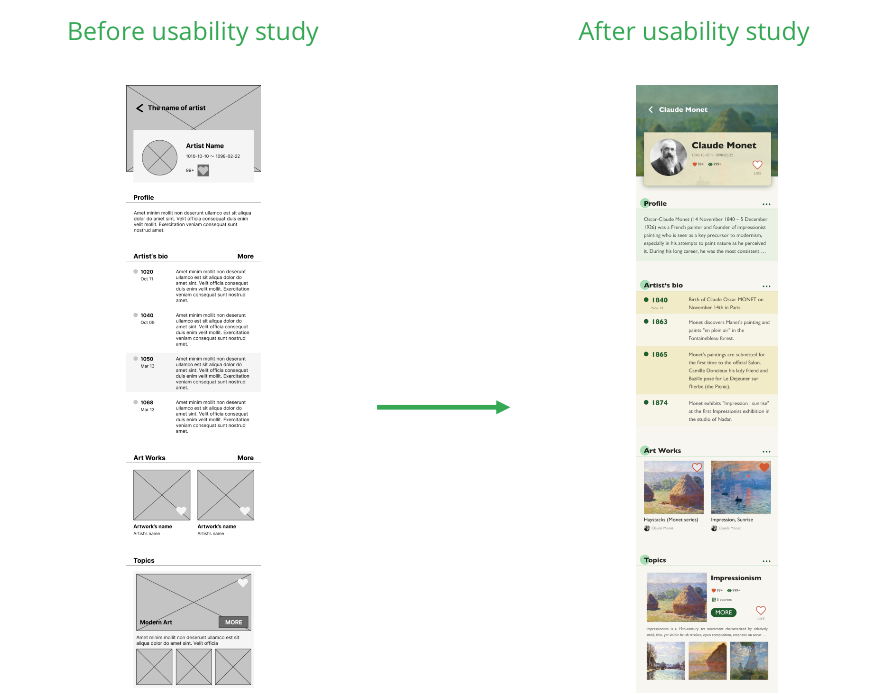 Before usability study
After usability study
The name of artist
Artist Name
1018-10-10 ~ 1098-02-22
99+
Profile
Amet minim mollit non deserunt ullamco est sit aliqua
dolor do amet sint. Velit officia consequat duis enim
velit mollit. Exercitation veniam consequat sunt
nostrud amet.
Artist's bio
More
1020
Oct 11
Amet minim mollit non deserunt
ullamco est sit aliqua dolor do
amet sint. Velit officia consequat
duis enim velit mollit. Exercitation
veniam consequat sunt nostrud
amet.
1040
Oct 08
Amet minim mollit non deserunt
ullamco est sit aliqua dolor do
amet sint. Velit officia consequat
duis enim velit mollit. Exercitation
veniam consequat sunt nostrud
amet.
1050
Mar 12
Amet minim mollit non deserunt
ullamco est sit aliqua dolor do
amet sint. Velit officia consequat
duis enim velit mollit. Exercitation
veniam consequat sunt nostrud
amet.
1088
Mar 12
Amet minim mollit non deserunt
ullamco est sit aliqua dolor do
amet sint. Velit officia consequat
duis enim velit mollit. Exercitation
veniam consequat sunt nostrud
amet.
Art Works
More
Artwork's name
Artist's name
Artwork's name
Artist's name
Topics
Modern Art
MORE
Amet minim mollit non deserunt ullamco est sit
aliqua dolor do amet sint. Velit officia
Claude Monet
Claude Monet
99+
999+
LIKE
Profile
...
Oscar-Claude Monet (14 November 1840 – 5 December
1926) was a French painter and founder of impressionist
painting who is seen as a key precursor to modernism,
especially in his attempts to paint nature as he perceived
it. During his long career, he was the most consistent ...
Artist's bio
...
1840
Birth of Claude Oscar MONET on
November 14th in Paris
1863
Monet discovers Manet's painting and
paints "en plein air" in the
Fontainebleau forest.
1865
Monet's paintings are submitted for
the first time to the official Salon.
Camille Doncieux his lady friend and
Bazille pose for Le Dejeuner sur
l'herbe (the Picnic).
1874
Monet exhibits "Impression : sunrise"
at the first Impressionist exhibition in
the studio of Nadar.
Art Works
...
Haystacks (Monet series)
Claude Monet
Impression, Sunrise
Claude Monet
Topics
...
Impressionism
99+
999+
MORE
LIKE